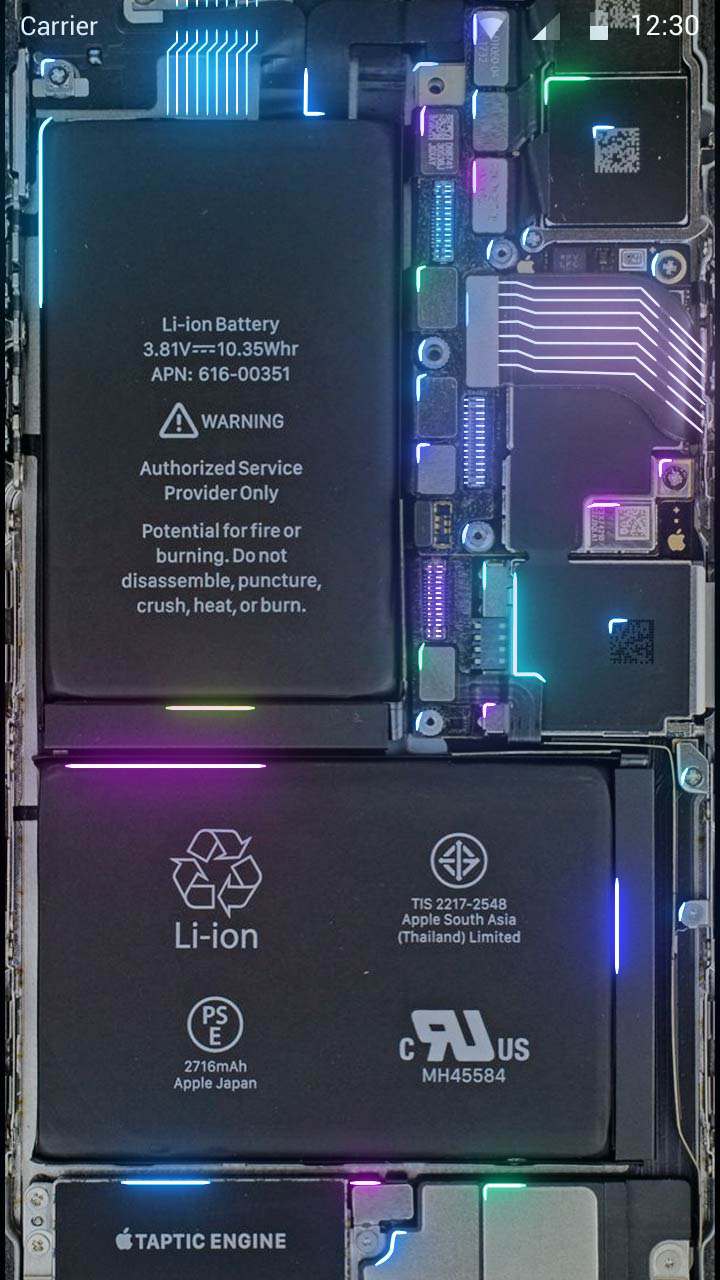 Carrier
12:30
Li-ion Battery
3.81V⎓10.35Whr
APN: 616-00351
WARNING
Authorized Service
Provider Only
Potential for fire or
burning. Do not
disassemble, puncture,
crush, heat, or burn.
Li-ion
TIS 2217-2548
Apple South Asia
(Thailand) Limited
PS
E
2716mAh
Apple Japan
C RU US
MH45584
TAPTIC ENGINE